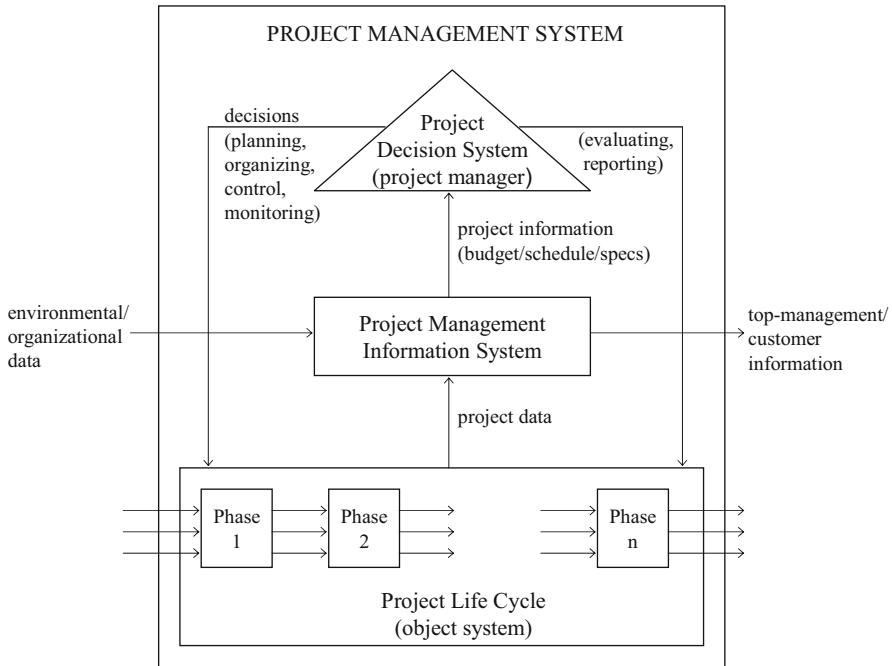 PROJECT MANAGEMENT SYSTEM
decisions
(planning,
organizing,
control,
monitoring)
Project
Decision System
(project manager)
(evaluating,
reporting)
project information
(budget/schedule/specs)
environmental/
organizational
data
Project Management
Information System
top-management/
customer
information
project data
Phase
1
Phase
2
Phase
n
Project Life Cycle
(object system)